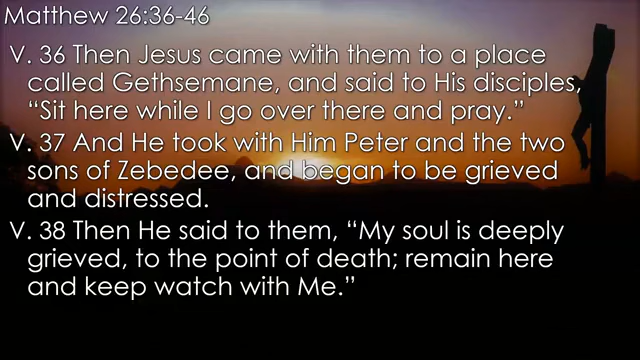 Matthew 26:36-46
V. 36 Then Jesus came with them to a place
called Gethsemane, and said to His disciples,
“Sit here while I go over there and pray.”
V. 37 And He took with Him Peter and the two
sons of Zebedee, and began to be grieved
and distressed.
V. 38 Then He said to them, “My soul is deeply
grieved, to the point of death; remain here
and keep watch with Me.”